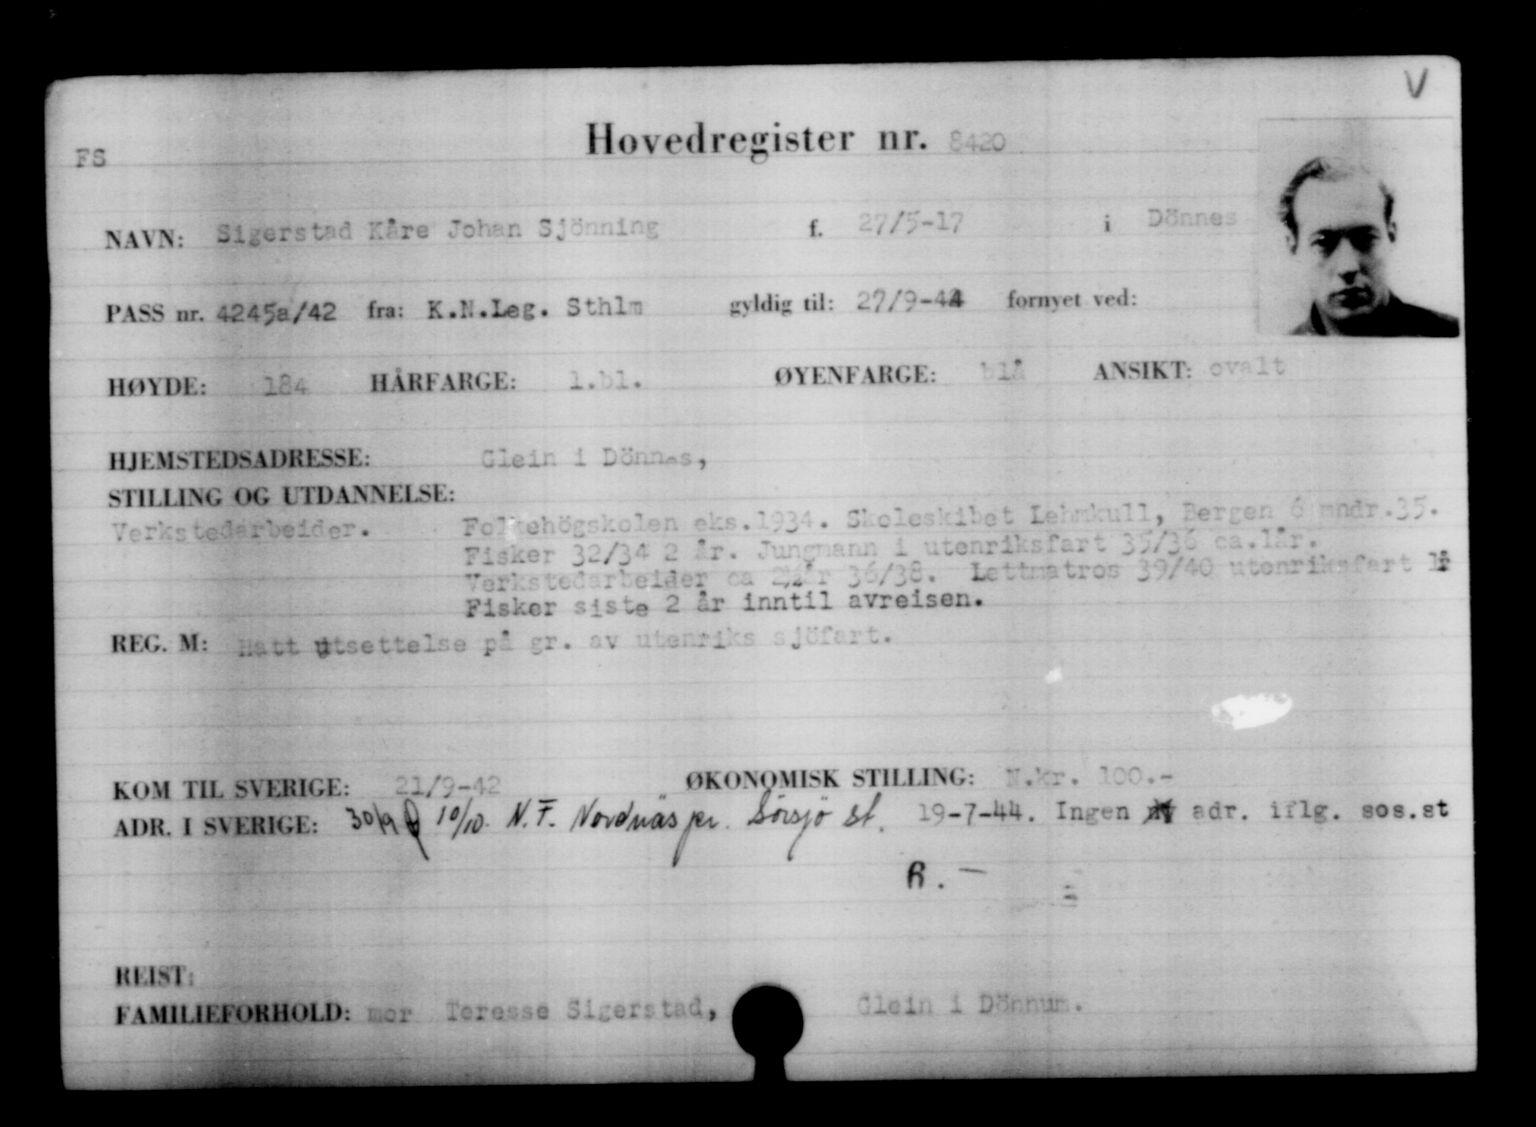 V
Hovedregister nr. 8420
FS
NAVN: Sigerstad Kåre Johan Sjönning f. 27/5-17 i Dönnes
PASS nr. 4245a/42 fra: K.N.Leg. Sthlm gyldig til: 27/9-44 fornyet ved:
HØYDE: 184 HÅRFARGE: l.bl. ØYENFARGE: blå ANSIKT: ovalt
HJEMSTEDSADRESSE: Glein i Dönnes,
STILLING OG UTDANNELSE:
Verkstedarbeider. Folkehögskolen eks.1934. Skoleskibet Lehmkull, Bergen 6 mndr.35.
Fisker 32/34 2 år. Jungmann i utenriksfart 35/36 ca.1år.
Verkstedarbeider ca år 36/38. Lettmatros 39/40 utenriksfart
Fisker siste 2 år inntil avreisen.
REG. M: Hatt utsettelse på gr. av utenriks sjöfart.
KOM TIL SVERIGE: 21/9-42 ØKONOMISK STILLING: N.kr. 100.-
ADR. I SVERIGE: 30/9 10/10. N.F. Nordnäs pr. Sörsjö st. 19-7-44. Ingen adr. iflg. sos.st
R. —
REIST:
FAMILIEFORHOLD: mor Teresse Sigerstad, Glein i Dönnum.